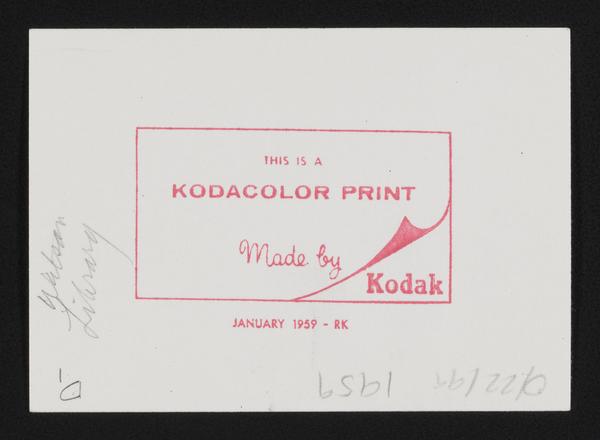 THIS IS A
KODACOLOR PRINT
Made by
Kodak
JANUARY 1959 - RK
Library
1959